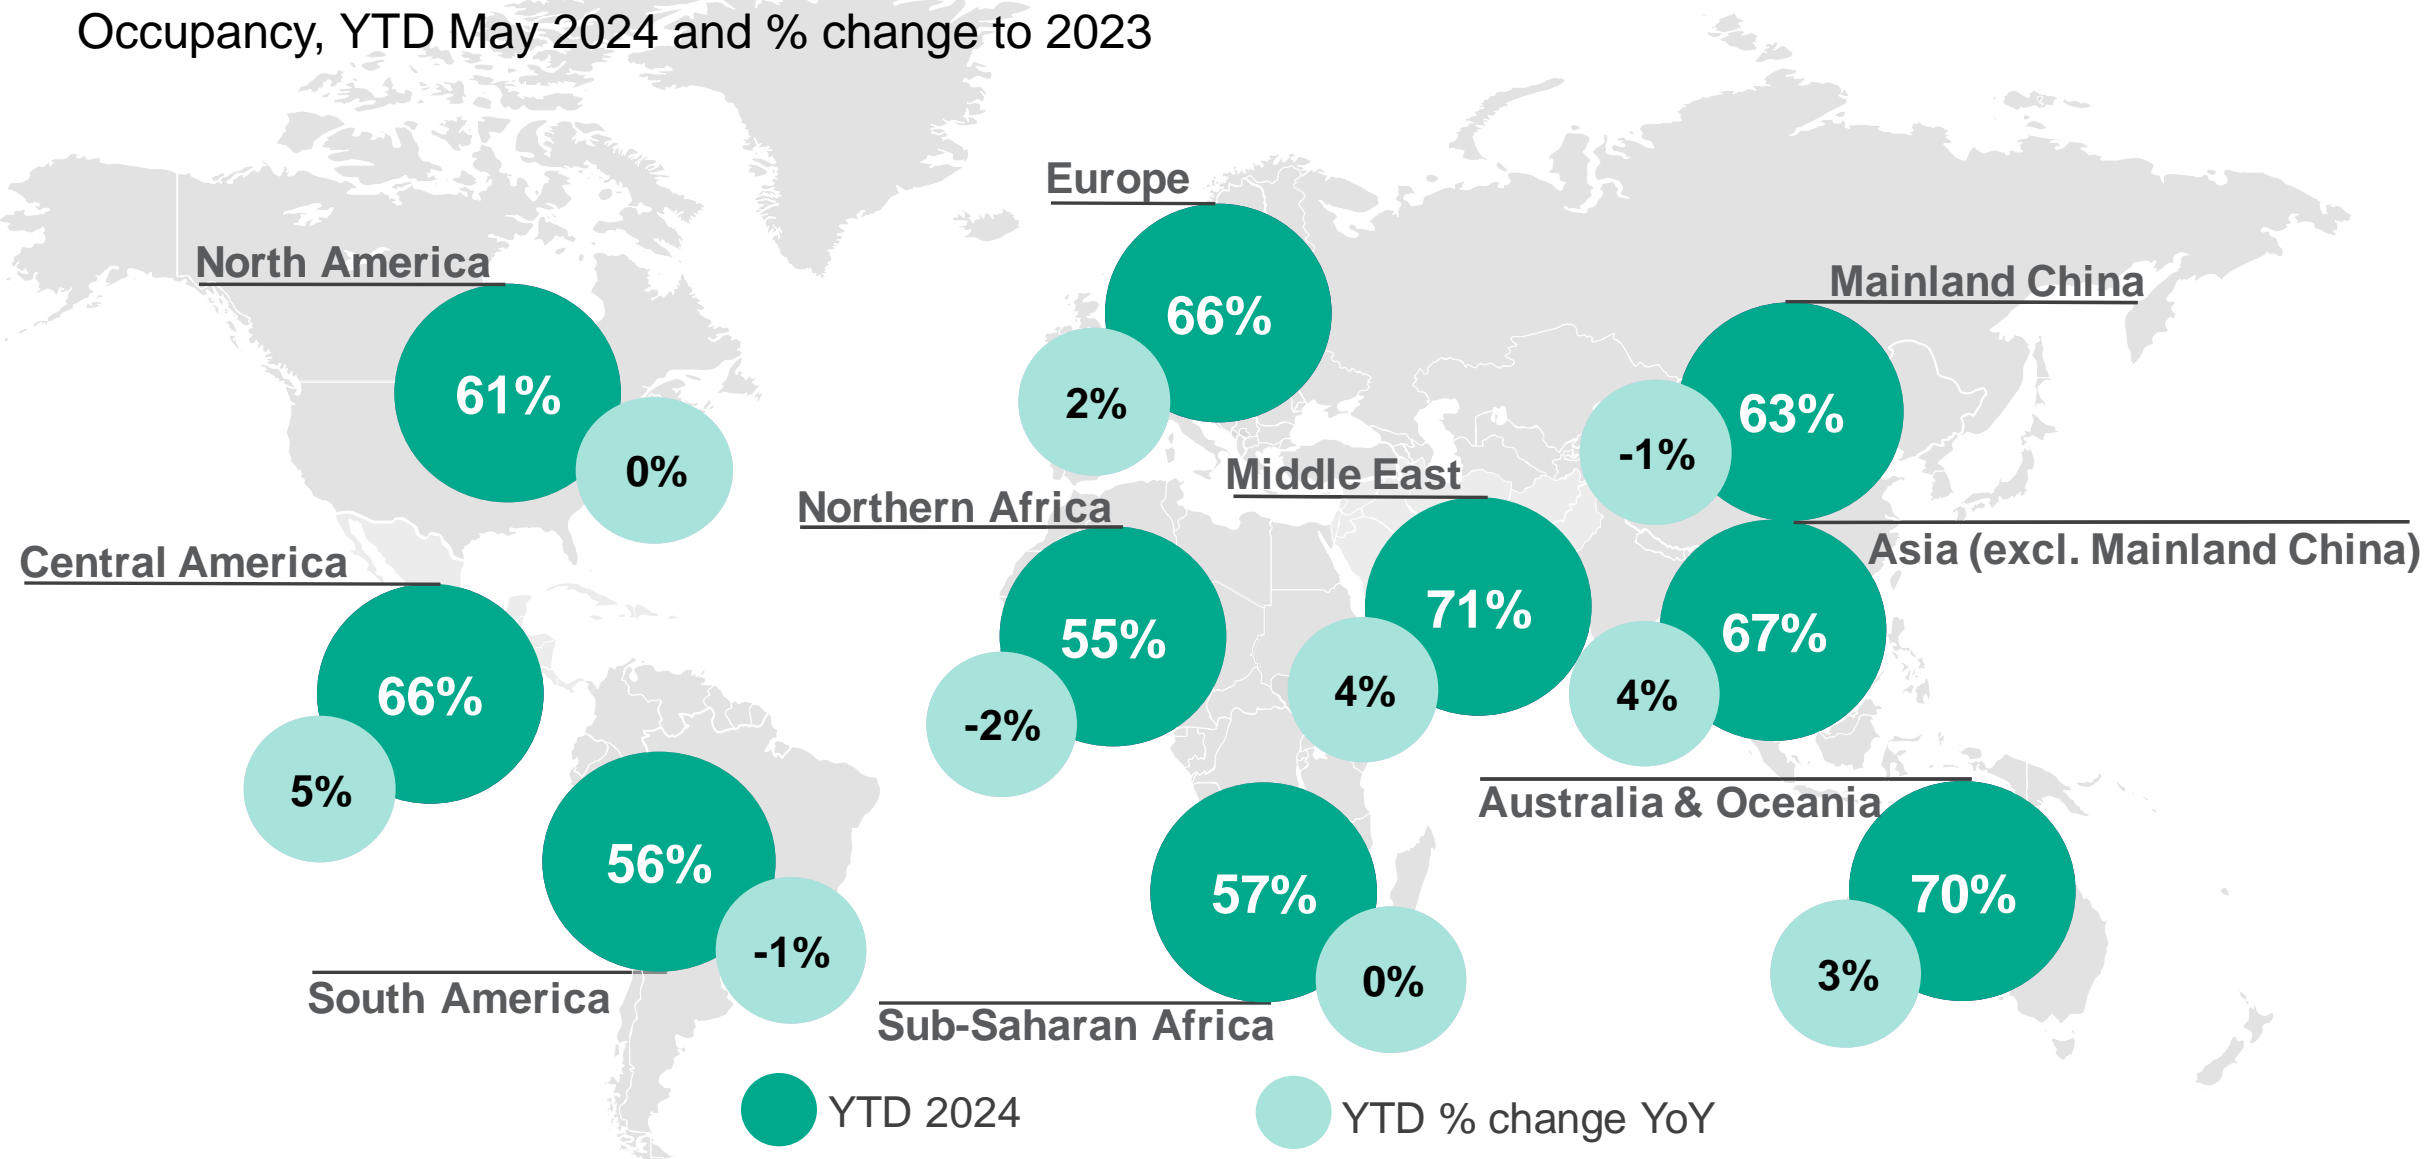 Occupancy, YTD May 2024 and % change to 2023
Europe
66%
2%
North America
61%
0%
Mainland China
63%
-1%
Middle East
71%
4%
Northern Africa
55%
-2%
Asia (excl. Mainland China)
67%
4%
Central America
66%
5%
56%
-1%
South America
57%
0%
Sub-Saharan Africa
Australia & Oceania
70%
3%
YTD 2024
YTD % change YoY